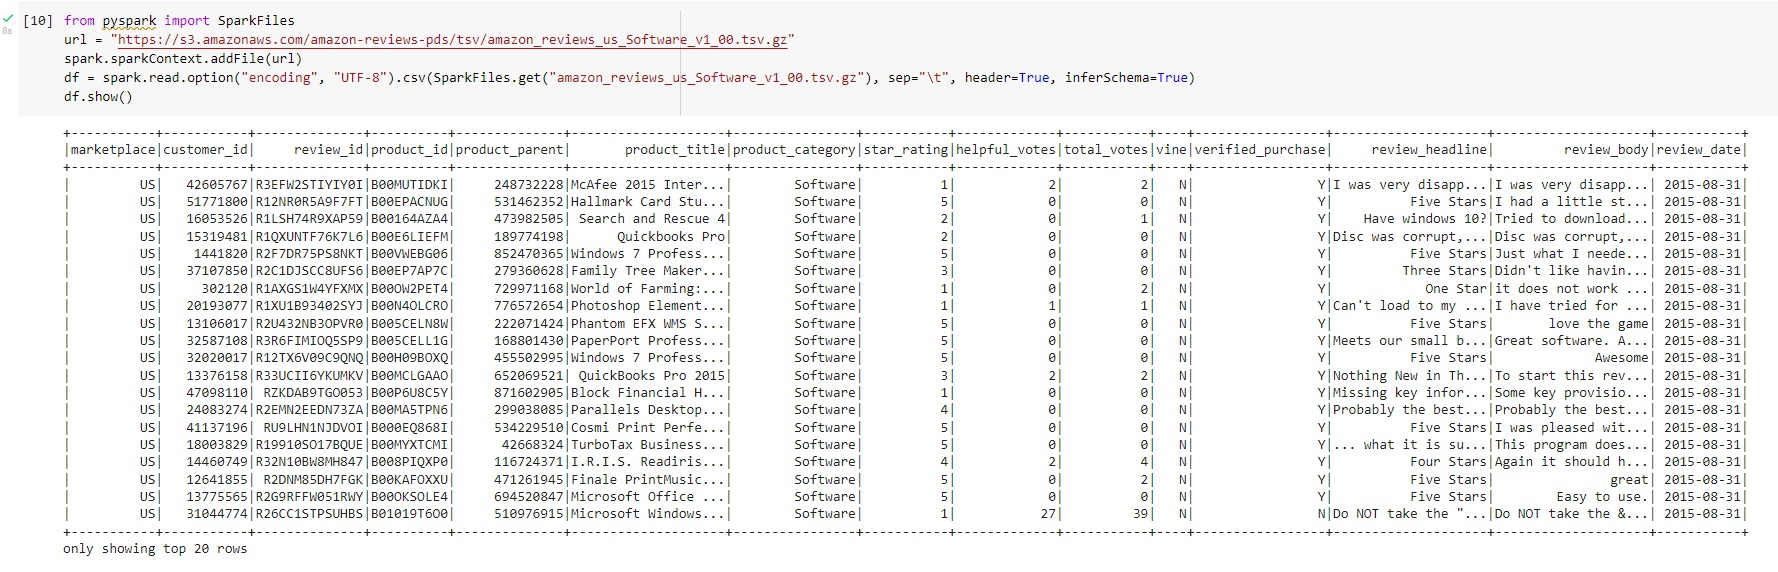 [10] from pyspark import SparkFiles
8s
url = "https://s3.amazonaws.com/amazon-reviews-pds/tsv/amazon_reviews_us_Software_v1_00.tsv.gz"
spark.sparkContext.addFile(url)
df = spark.read.option("encoding", "UTF-8").csv(SparkFiles.get("amazon_reviews_us_Software_v1_00.tsv.gz"), sep="\t", header=True, inferSchema=True)
df.show()
+-----------+-----------+--------------+----------+--------------+--------------------+----------------+-----------+-------------+-----------+----+-----------------+--------------------+--------------------+-----------+
|marketplace|customer_id|     review_id|product_id|product_parent|       product_title|product_category|star_rating|helpful_votes|total_votes|vine|verified_purchase|     review_headline|         review_body|review_date|
+-----------+-----------+--------------+----------+--------------+--------------------+----------------+-----------+-------------+-----------+----+-----------------+--------------------+--------------------+-----------+
|         US|   42605767|R3EFW2STIYIY0I|B00MUTIDKI|     248732228|McAfee 2015 Inter...|        Software|          1|            2|          2|   N|                Y|I was very disapp...|I was very disapp...| 2015-08-31|
|         US|   51771800|R12NR0R5A9F7FT|B00EPACNUG|     531462352|Hallmark Card Stu...|        Software|          5|            0|          0|   N|                Y|          Five Stars|I had a little st...| 2015-08-31|
|         US|   16053526|R1LSH74R9XAP59|B00164AZA4|     473982505| Search and Rescue 4|        Software|          2|            0|          1|   N|                Y|    Have windows 10?|Tried to download...| 2015-08-31|
|         US|   15319481|R1QXUNTF76K7L6|B00E6LIEFM|     189774198|      Quickbooks Pro|        Software|          2|            0|          0|   N|                Y|Disc was corrupt,...|Disc was corrupt,...| 2015-08-31|
|         US|    1441820|R2F7DR75PS8NKT|B00VWEBG06|     852470365|Windows 7 Profess...|        Software|          5|            0|          0|   N|                Y|          Five Stars|Just what I neede...| 2015-08-31|
|         US|   37107850|R2C1DJSCC8UFS6|B00EP7AP7C|     279360628|Family Tree Maker...|        Software|          3|            0|          0|   N|                Y|         Three Stars|Didn't like havin...| 2015-08-31|
|         US|     302120|R1AXGS1W4YFXMX|B00OW2PET4|     729971168|World of Farming:...|        Software|          1|            0|          2|   N|                Y|            One Star|it does not work ...| 2015-08-31|
|         US|   20193077|R1XU1B93402SYJ|B00N4OLCRO|     776572654|Photoshop Element...|        Software|          1|            1|          1|   N|                Y|Can't load to my ...|I have tried for ...| 2015-08-31|
|         US|   13106017|R2U432NB3OPVR0|B005CELN8W|     222071424|Phantom EFX WMS S...|        Software|          5|            0|          0|   N|                Y|          Five Stars|       love the game| 2015-08-31|
|         US|   32587108|R3R6FIMIOQ5SP9|B005CELL1G|     168801430|PaperPort Profess...|        Software|          5|            0|          0|   N|                Y|Meets our small b...|Great software. A...| 2015-08-31|
|         US|   32020017|R12TX6V09C9QNQ|B00H09BOXQ|     455502995|Windows 7 Profess...|        Software|          5|            0|          0|   N|                Y|          Five Stars|             Awesome| 2015-08-31|
|         US|   13376158|R33UCII6YKUMKV|B00MCLGAAO|     652069521| QuickBooks Pro 2015|        Software|          3|            2|          2|   N|                Y|Nothing New in Th...|To start this rev...| 2015-08-31|
|         US|   47098110| RZKDAB9TGO053|B00P6U8C5Y|     871602905|Block Financial H...|        Software|          1|            0|          0|   N|                Y|Missing key infor...|Some key provisio...| 2015-08-31|
|         US|   24083274|R2EMN2EEDN73ZA|B00MA5TPN6|     299038085|Parallels Desktop...|        Software|          4|            0|          0|   N|                Y|Probably the best...|Probably the best...| 2015-08-31|
|         US|   41137196| RU9LHN1NJDVOI|B000EQ868I|     534229510|Cosmi Print Perfe...|        Software|          5|            0|          0|   N|                Y|          Five Stars|I was pleased wit...| 2015-08-31|
|         US|   18003829|R19910SO17BQUE|B00MYXTCMI|      42668324|TurboTax Business...|        Software|          5|            0|          0|   N|                Y|... what it is su...|This program does...| 2015-08-31|
|         US|   14460749|R32N10BW8MH847|B008PIQXP0|     116724371|I.R.I.S. Readiris...|        Software|          4|            2|          4|   N|                Y|          Four Stars|Again it should h...| 2015-08-31|
|         US|   12641855| R2DNM85DH7FGK|B00KAFOXXU|     471261945|Finale PrintMusic...|        Software|          5|            0|          2|   N|                Y|          Five Stars|               great| 2015-08-31|
|         US|   13775565|R2G9RFFW051RWY|B00OKSOLE4|     694520847|Microsoft Office ...|        Software|          5|            0|          0|   N|                Y|          Five Stars|        Easy to use.| 2015-08-31|
|         US|   31044774|R26CC1STPSUHBS|B01019T6O0|     510976915|Microsoft Windows...|        Software|          1|           27|         39|   N|                N|Do NOT take the "...|Do NOT take the &...| 2015-08-31|
+-----------+-----------+--------------+----------+--------------+--------------------+----------------+-----------+-------------+-----------+----+-----------------+--------------------+--------------------+-----------+
only showing top 20 rows